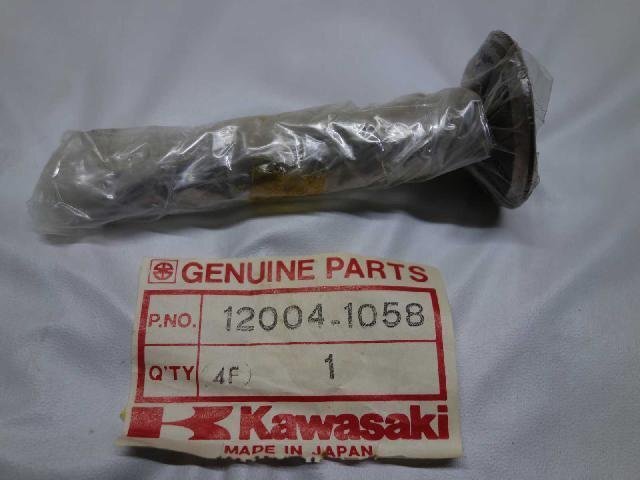 GENUINE PARTS
P.NO. 12004-1058
Q'TY (4F) 1
Kawasaki
MADE IN JAPAN